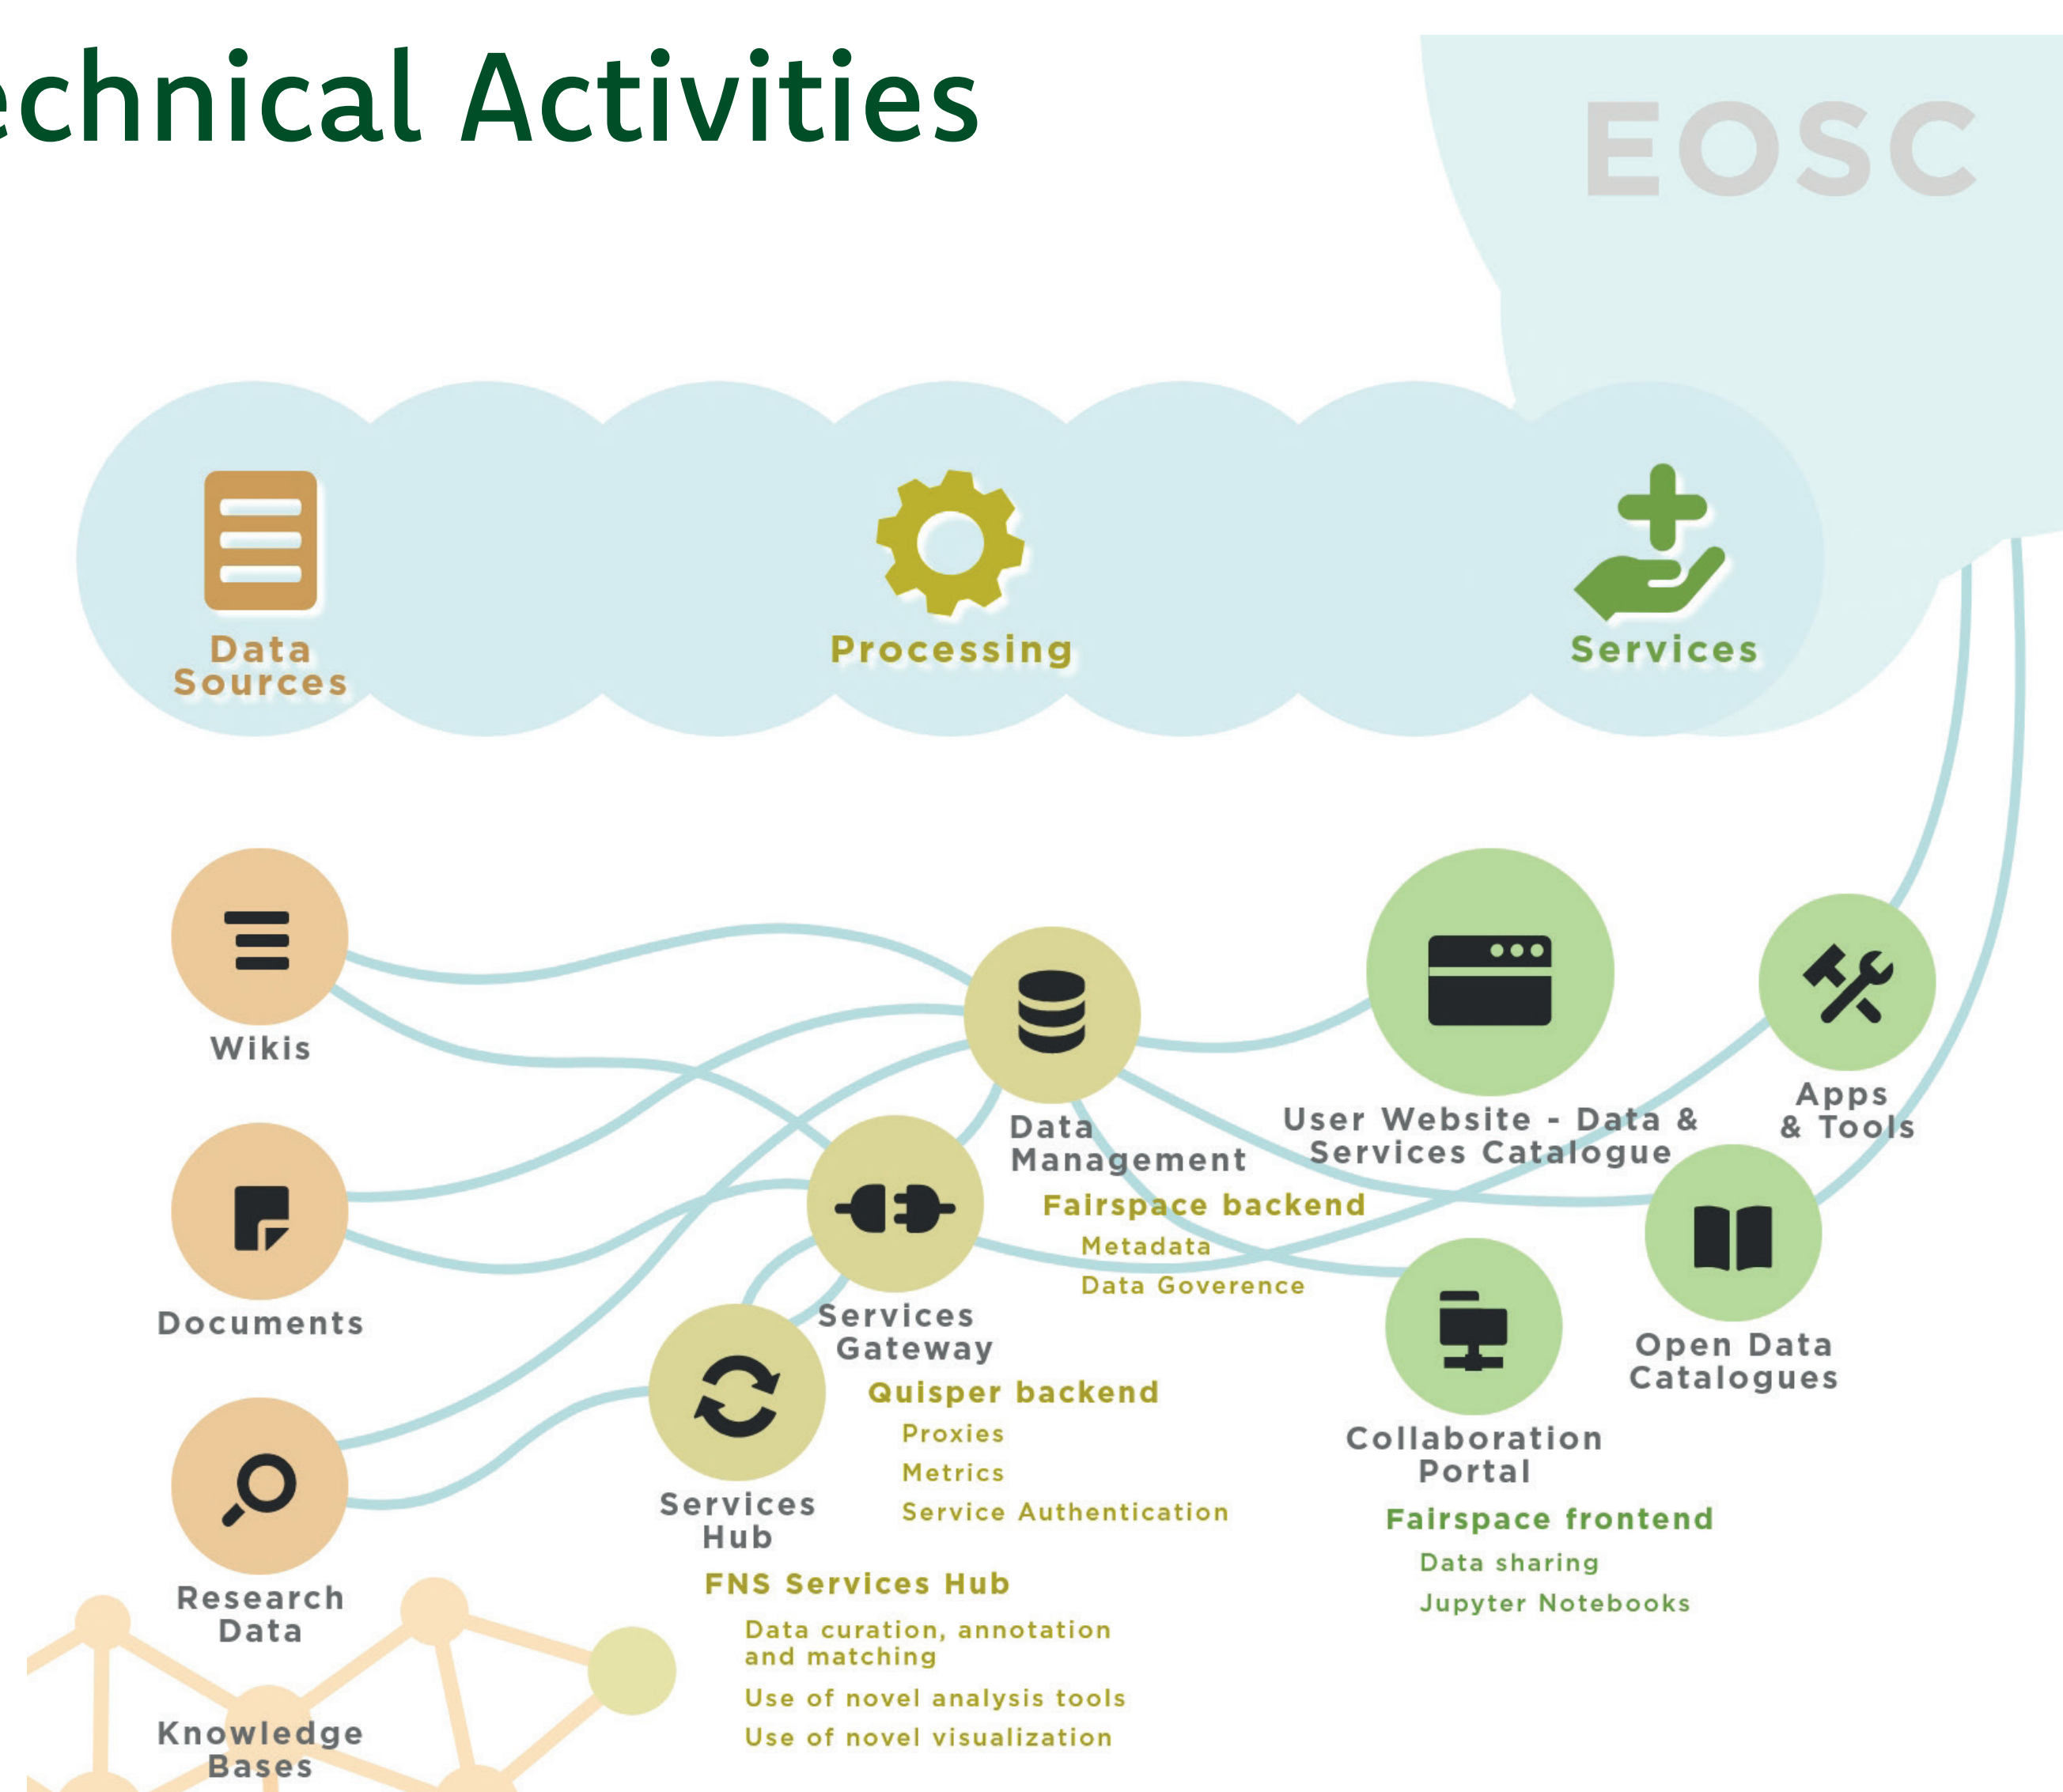 echnical Activities
EOSC
Data
Sources
Processing
Services
Wikis
Documents
Research
Data
Knowledge
Bases
Data
Management
Fairspace backend
Metadata
Data Goverence
Services
Gateway
Quisper backend
Proxies
Metrics
Service Authentication
Services
Hub
FNS Services Hub
Data curation, annotation
and matching
Use of novel analysis tools
Use of novel visualization
User Website - Data &
Services Catalogue
Apps
& Tools
Open Data
Catalogues
Collaboration
Portal
Fairspace frontend
Data sharing
Jupyter Notebooks